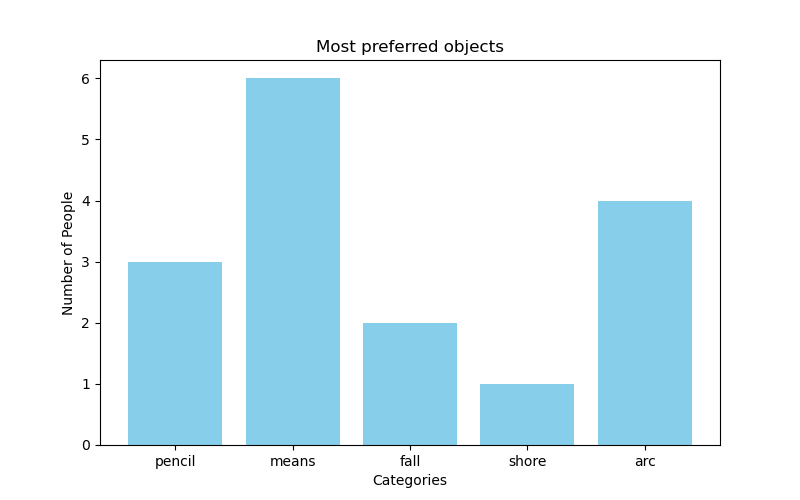 Most preferred objects
6
5
4
3
2
1
0
Number of People
pencil means fall shore arc
Categories